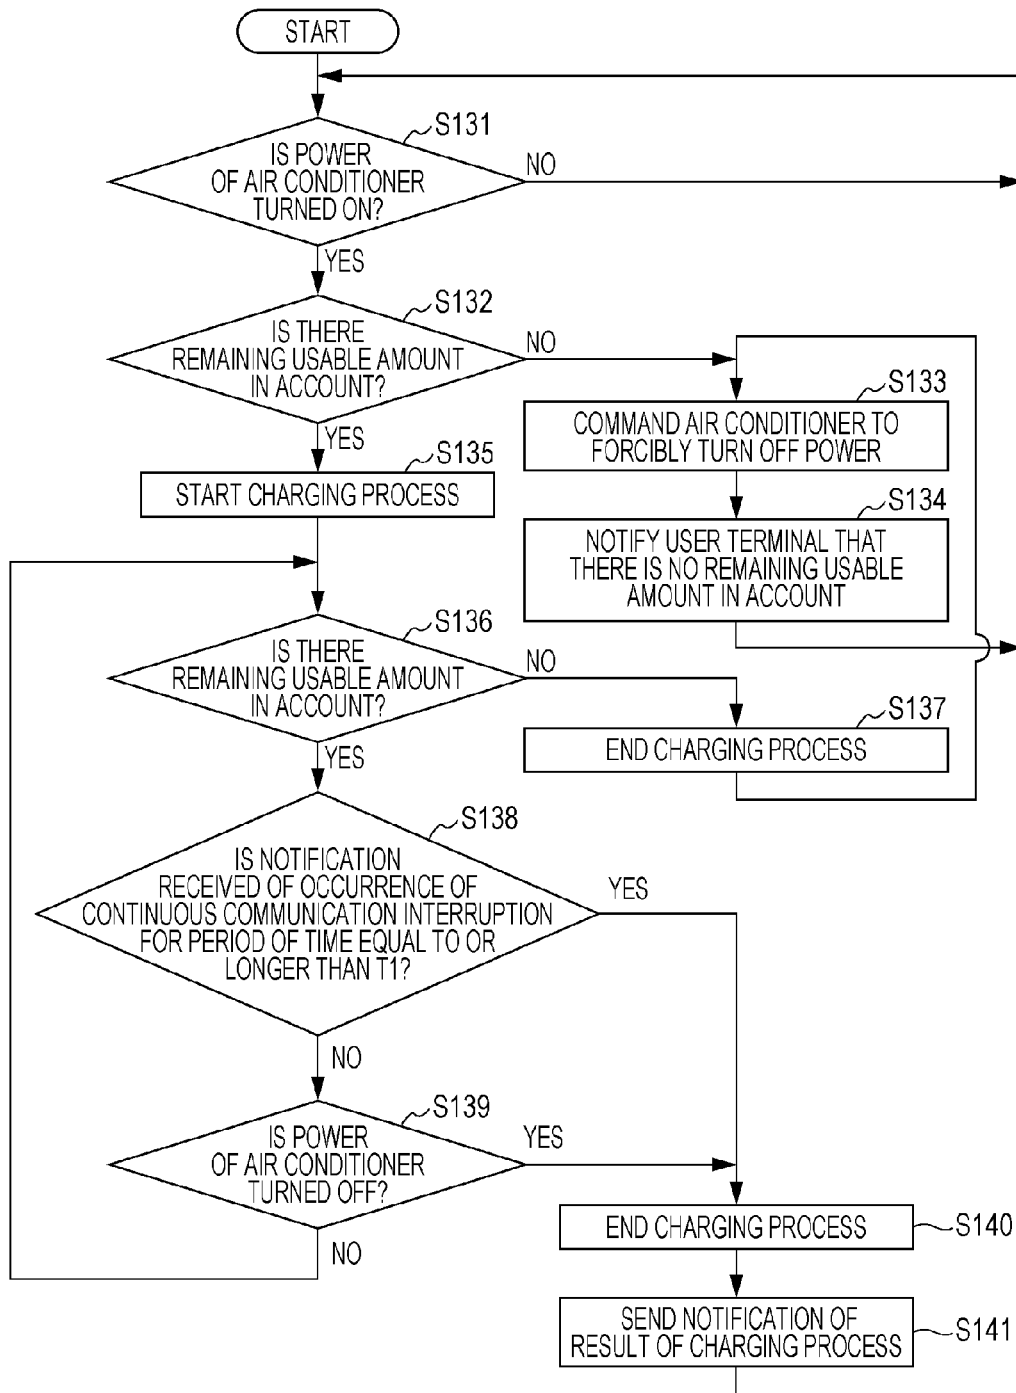 START
S131
IS POWER
OF AIR CONDITIONER
TURNED ON?
NO
YES
S132
IS THERE
REMAINING USABLE AMOUNT
IN ACCOUNT?
NO
YES
S133
COMMAND AIR CONDITIONER TO
FORCIBLY TURN OFF POWER
S134
NOTIFY USER TERMINAL THAT
THERE IS NO REMAINING USABLE
AMOUNT IN ACCOUNT
S135
START CHARGING PROCESS
S136
IS THERE
REMAINING USABLE AMOUNT
IN ACCOUNT?
NO
YES
S137
END CHARGING PROCESS
S138
IS NOTIFICATION
RECEIVED OF OCCURRENCE OF
CONTINUOUS COMMUNICATION INTERRUPTION
FOR PERIOD OF TIME EQUAL TO OR
LONGER THAN T1?
YES
NO
S139
IS POWER
OF AIR CONDITIONER
TURNED OFF?
YES
NO
END CHARGING PROCESS
S140
SEND NOTIFICATION OF
RESULT OF CHARGING PROCESS
S141